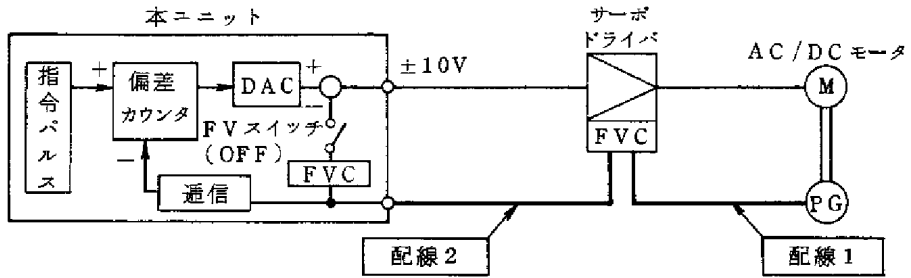 本ユニット
指令パルス
+
偏差
カウンタ
−
DAC
+
−
FVスイッチ
(OFF)
FVC
逓信
±10V
サーボ
ドライバ
FVC
AC/DCモータ
M
PG
配線2
配線1